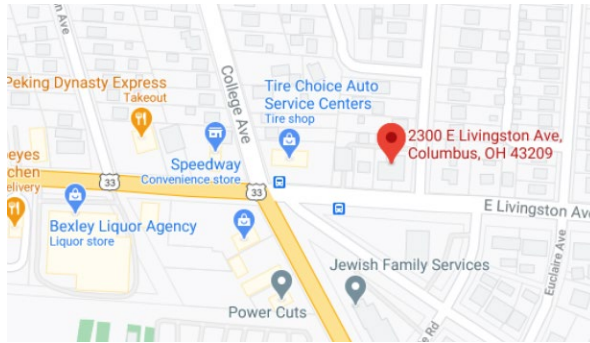 Peking Dynasty Express
Takeout
College Ave
Tire Choice Auto
Service Centers
Tire shop
2300 E Livingston Ave,
Columbus, OH 43209
Speedway
Convenience store
33
33
E Livingston Ave
Bexley Liquor Agency
Liquor store
Jewish Family Services
Power Cuts
Euclaire Ave